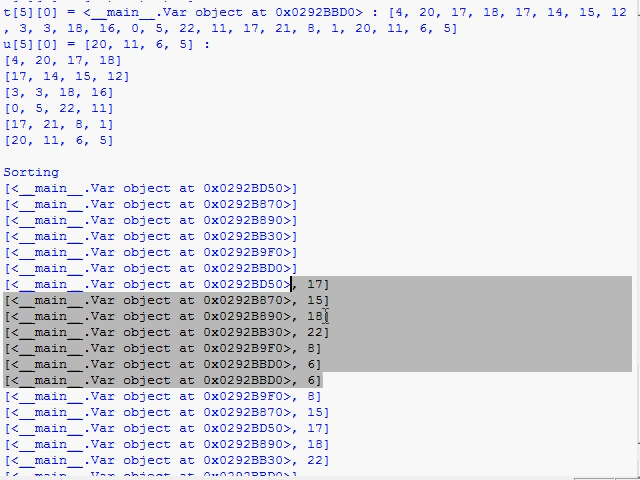 t[5][0] = <__main__.Var object at 0x0292BBD0> : [4, 20, 17, 18, 17, 14, 15, 12
, 3, 3, 18, 16, 0, 5, 22, 11, 17, 21, 8, 1, 20, 11, 6, 5]
u[5][0] = [20, 11, 6, 5] :
[4, 20, 17, 18]
[17, 14, 15, 12]
[3, 3, 18, 16]
[0, 5, 22, 11]
[17, 21, 8, 1]
[20, 11, 6, 5]
Sorting
[<__main__.Var object at 0x0292BD50>]
[<__main__.Var object at 0x0292B870>]
[<__main__.Var object at 0x0292B890>]
[<__main__.Var object at 0x0292BB30>]
[<__main__.Var object at 0x0292B9F0>]
[<__main__.Var object at 0x0292BBD0>]
[<__main__.Var object at 0x0292BD50>, 17]
[<__main__.Var object at 0x0292B870>, 15]
[<__main__.Var object at 0x0292B890>, 18]
[<__main__.Var object at 0x0292BB30>, 22]
[<__main__.Var object at 0x0292B9F0>, 8]
[<__main__.Var object at 0x0292BBD0>, 6]
[<__main__.Var object at 0x0292BBD0>, 6]
[<__main__.Var object at 0x0292B9F0>, 8]
[<__main__.Var object at 0x0292B870>, 15]
[<__main__.Var object at 0x0292BD50>, 17]
[<__main__.Var object at 0x0292B890>, 18]
[<__main__.Var object at 0x0292BB30>, 22]